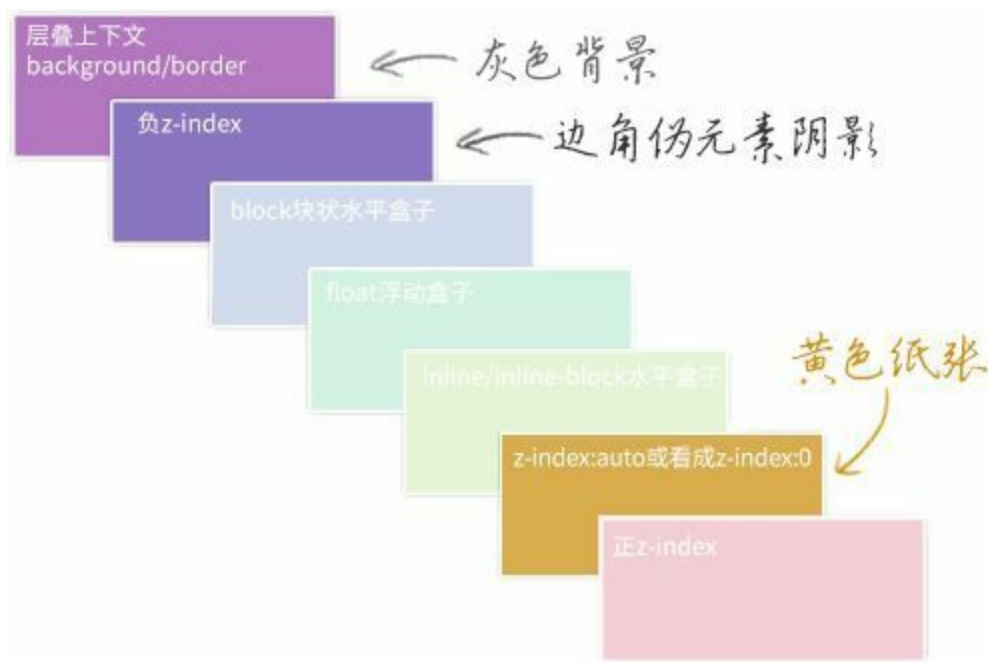 层叠上下文
background/border
灰色背景
负z-index
边角伪元素阴影
block块状水平盒子
float浮动盒子
inline/inline-block水平盒子
黄色纸张
z-index:auto或看成z-index:0
正z-index